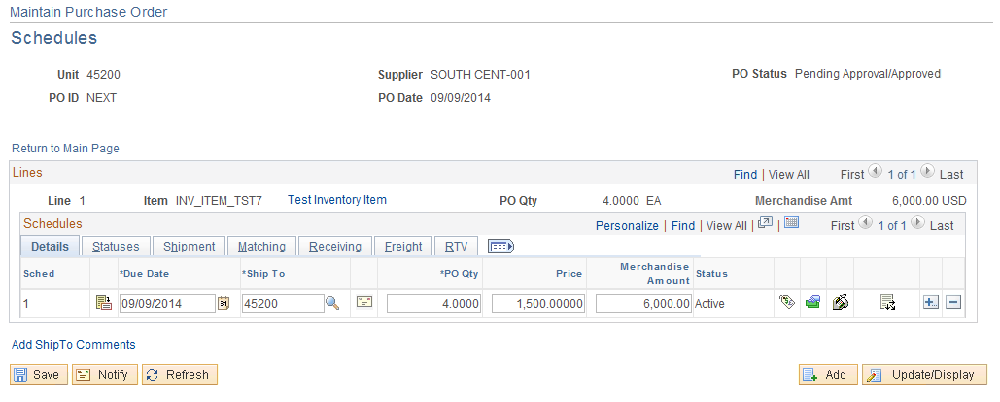 Maintain Purchase Order
Schedules
Unit 45200 Supplier SOUTH CENT-001 PO Status Pending Approval/Approved
PO ID NEXT PO Date 09/09/2014
Return to Main Page
Lines Find | View All First 1 of 1 Last
Line 1 Item INV_ITEM_TST7 Test Inventory Item PO Qty 4.0000 EA Merchandise Amt 6,000.00 USD
Schedules Personalize | Find | View All | | First 1 of 1 Last
Details Statuses Shipment Matching Receiving Freight RTV
Sched *Due Date *Ship To *PO Qty Price Merchandise Amount Status
1 09/09/2014 31 45200 4.0000 1,500.00000 6,000.00 Active
Add ShipTo Comments
Save Notify Refresh Add Update/Display